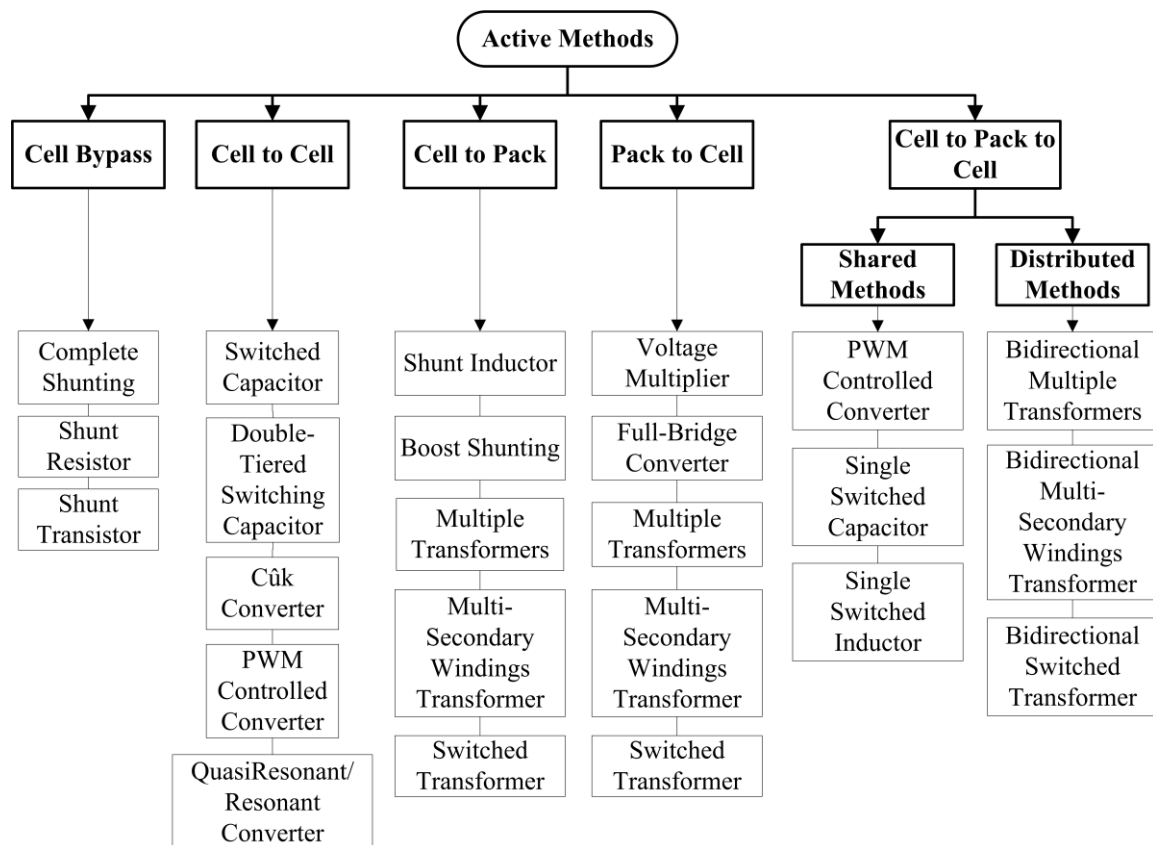 Active Methods
Cell Bypass
Cell to Cell
Cell to Pack
Pack to Cell
Cell to Pack to
Cell
Shared
Methods
Distributed
Methods
Complete
Shunting
Shunt
Resistor
Shunt
Transistor
Switched
Capacitor
Double-
Tiered
Switching
Capacitor
Cûk
Converter
PWM
Controlled
Converter
QuasiResonant/
Resonant
Converter
Shunt Inductor
Boost Shunting
Multiple
Transformers
Multi-
Secondary
Windings
Transformer
Switched
Transformer
Voltage
Multiplier
Full-Bridge
Converter
Multiple
Transformers
Multi-
Secondary
Windings
Transformer
Switched
Transformer
PWM
Controlled
Converter
Single
Switched
Capacitor
Single
Switched
Inductor
Bidirectional
Multiple
Transformers
Bidirectional
Multi-
Secondary
Windings
Transformer
Bidirectional
Switched
Transformer